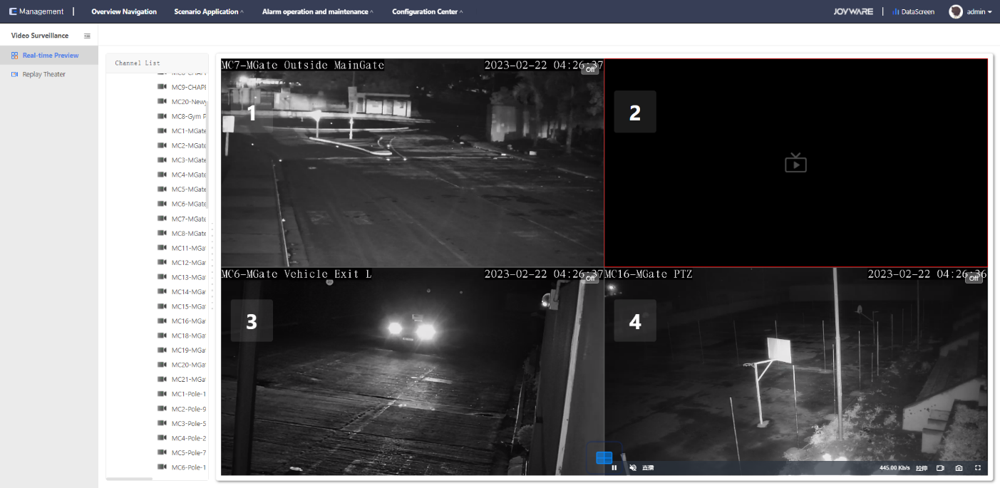 Management
Overview Navigation
Scenario Application ^
Alarm operation and maintenance ^
Configuration Center ^
JOYWARE
DataScreen
admin
Video Surveillance
Real-time Preview
Replay Theater
Channel List
MC9-CHAPE
MC20-New
MC8-Gym P
MC1-MGate
MC2-MGate
MC3-MGate
MC4-MGate
MC5-MGate
MC6-MGate
MC7-MGate
MC8-MGate
MC11-MGa
MC12-MGa
MC13-MGa
MC14-MGa
MC15-MGa
MC16-MGa
MC18-MGa
MC19-MGa
MC20-MGa
MC21-MGa
MC1-Pole-1
MC2-Pole-9
MC3-Pole-5
MC4-Pole-2
MC5-Pole-7
MC6-Pole-1
MC7-MGate Outside MainGate
2023-02-22 04:26:37
Off
1
2
MC6-MGate Vehicle Exit L
2023-02-22 04:26:37
Off
3
MC16-MGate PTZ
2023-02-22 04:26:36
Off
4
直播
445.00 Kb/s
拉伸